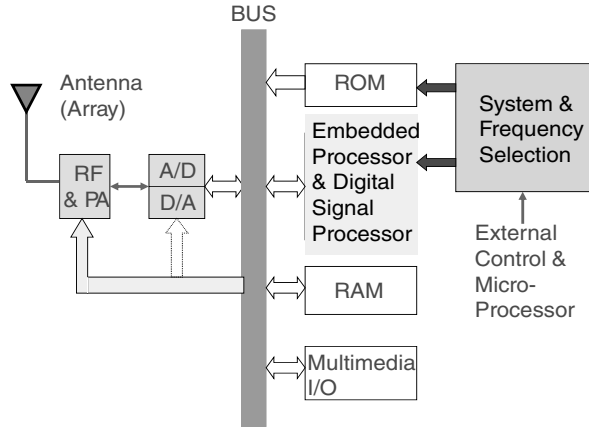 BUS
Antenna
(Array)
RF
& PA
A/D
D/A
ROM
Embedded
Processor
& Digital
Signal
Processor
RAM
Multimedia
I/O
System &
Frequency
Selection
External
Control &
Micro-
Processor